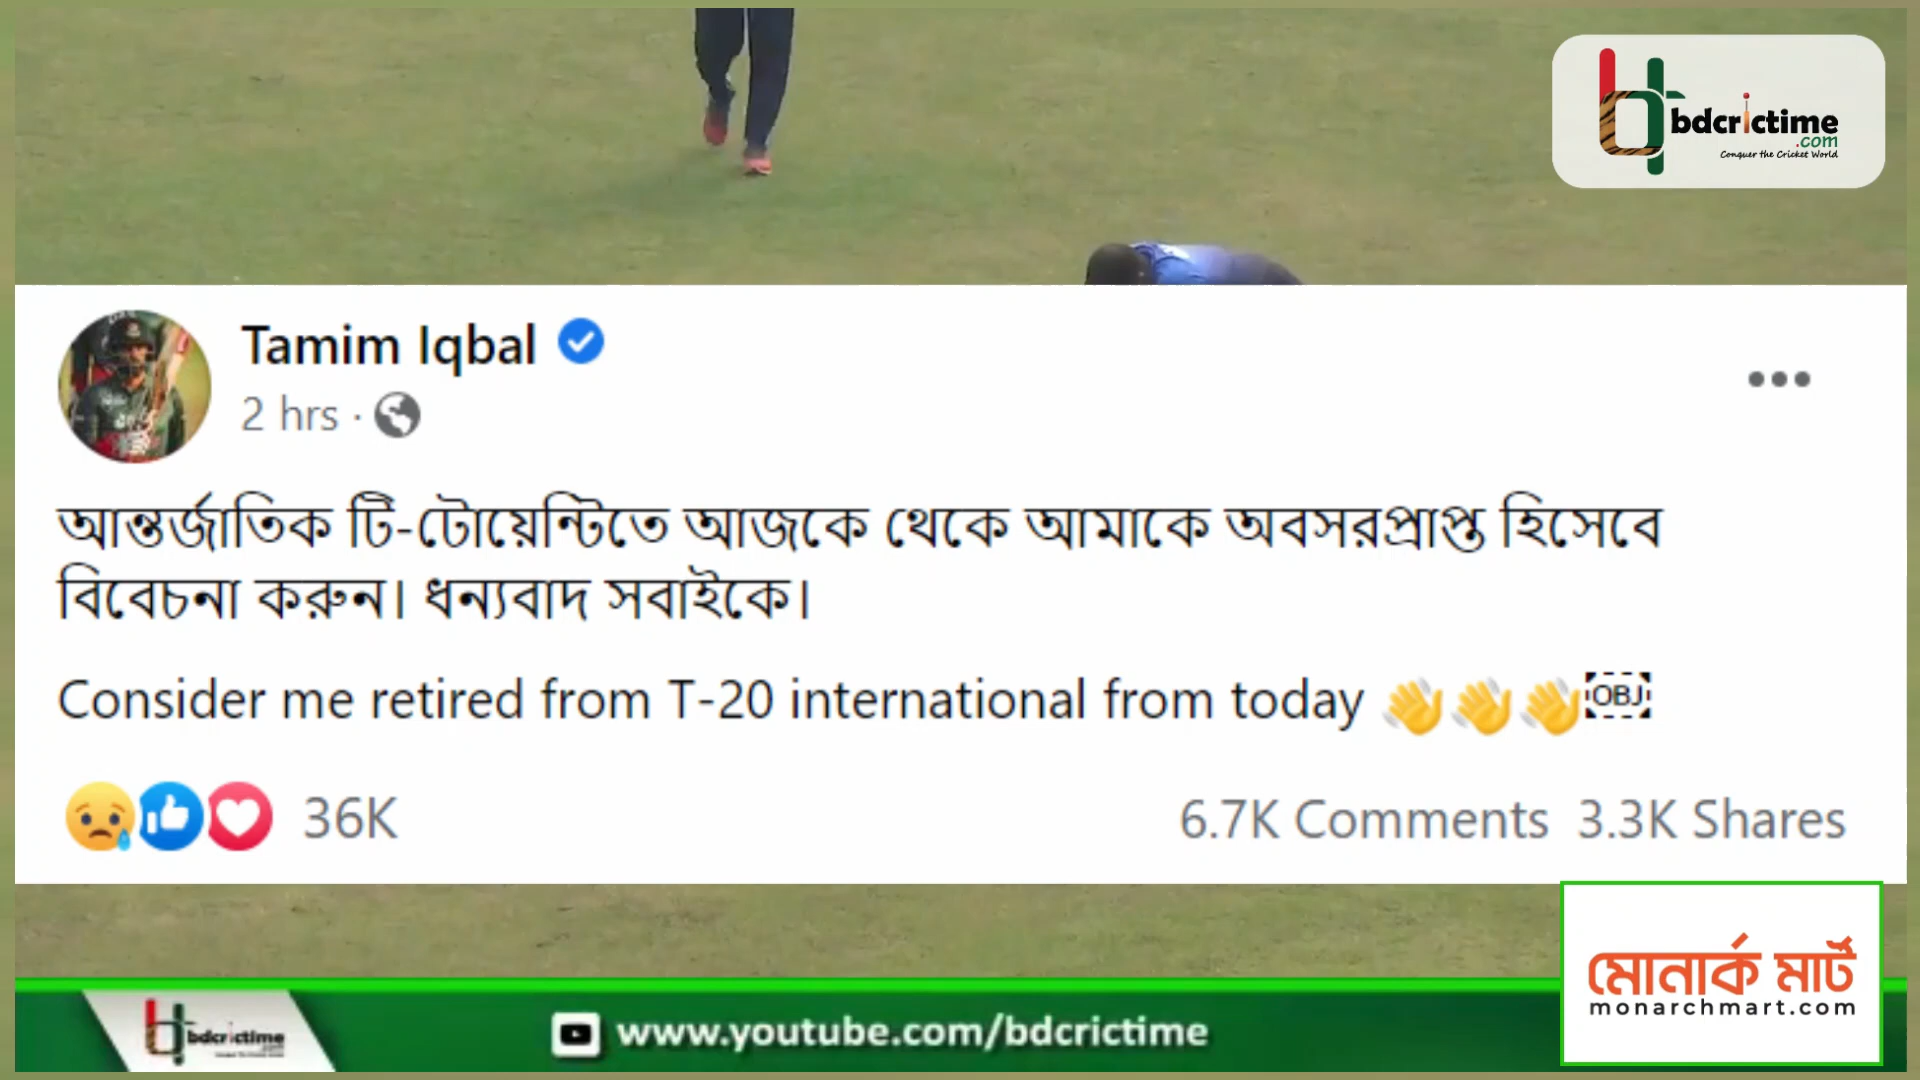 bdcrictime
.com
Conquer the Cricket World
Tamim Iqbal
2 hrs ·
আন্তর্জাতিক টি-টোয়েন্টিতে আজকে থেকে আমাকে অবসরপ্রাপ্ত হিসেবে
বিবেচনা করুন। ধন্যবাদ সবাইকে।
Consider me retired from T-20 international from today 👋👋👋OBJ
36K
6.7K Comments 3.3K Shares
মোনার্ক মার্ট
monarchmart.com
bdcrictime
www.youtube.com/bdcrictime